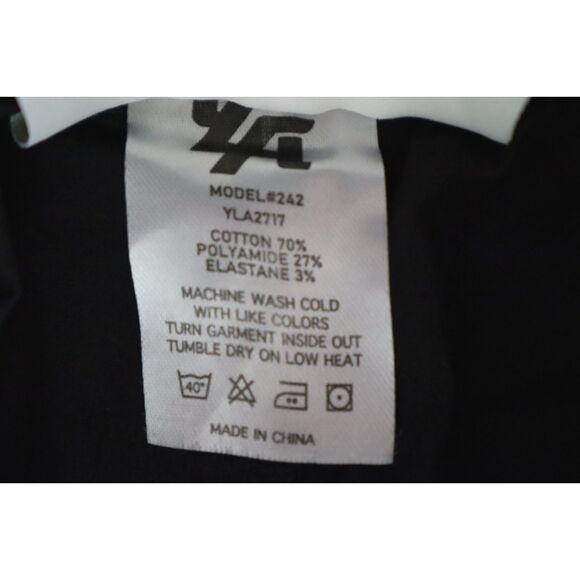 YLA
MODEL#242
YLA2717
COTTON 70%
POLYAMIDE 27%
ELASTANE 3%
MACHINE WASH COLD
WITH LIKE COLORS
TURN GARMENT INSIDE OUT
TUMBLE DRY ON LOW HEAT
40°
MADE IN CHINA